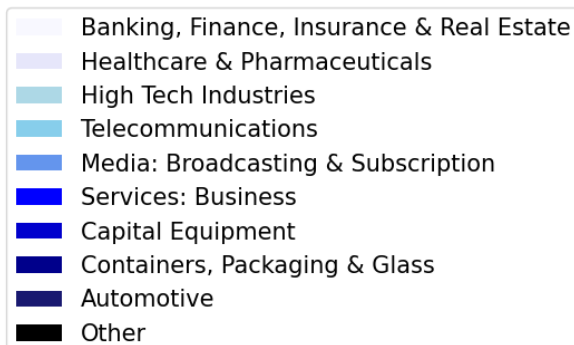 Banking, Finance, Insurance & Real Estate
Healthcare & Pharmaceuticals
High Tech Industries
Telecommunications
Media: Broadcasting & Subscription
Services: Business
Capital Equipment
Containers, Packaging & Glass
Automotive
Other